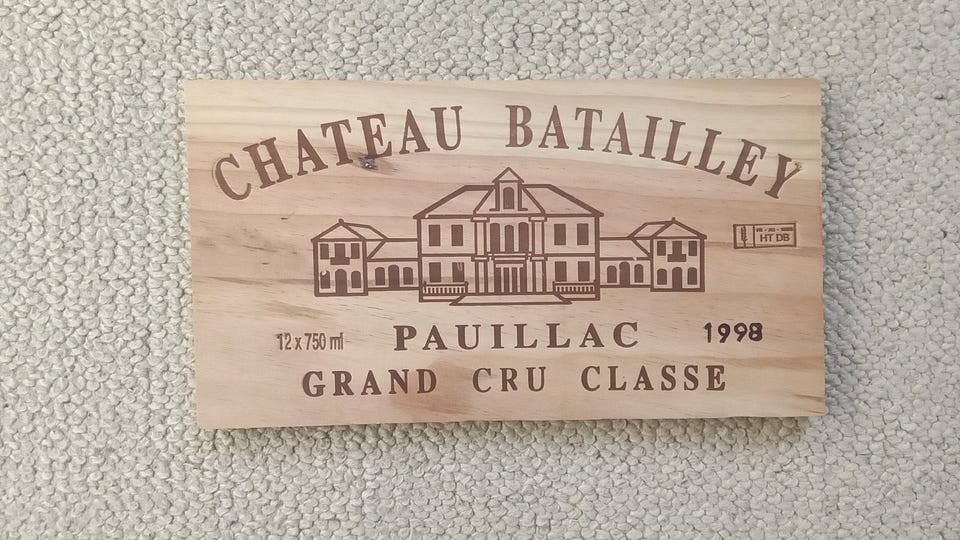 CHATEAU BATAILLEY
HT DB
12 x 750 ml
PAUILLAC
1998
GRAND CRU CLASSE